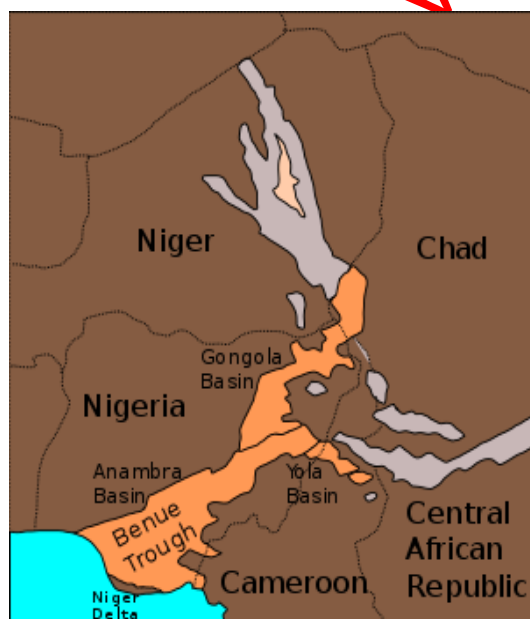 Niger
Chad
Gongola
Basin
Nigeria
Anambra
Basin
Yola
Basin
Benue
Trough
Central
African
Republic
Cameroon
Niger
Delta